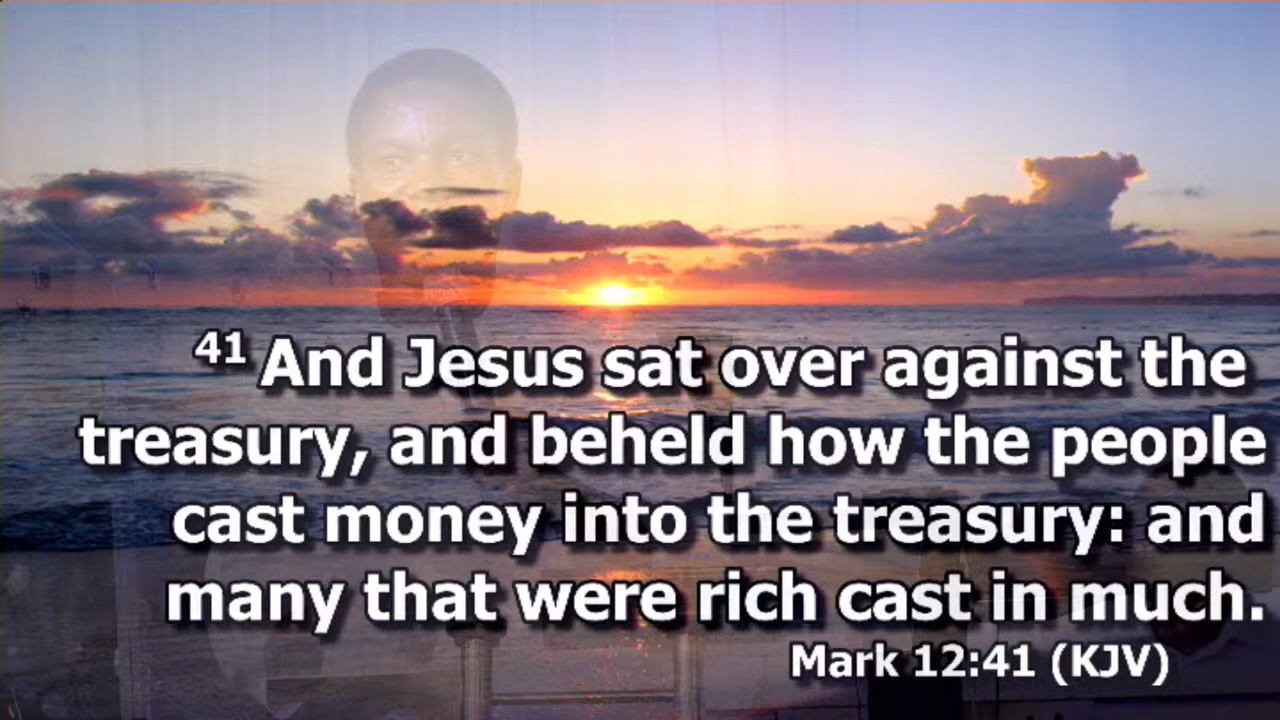 41 And Jesus sat over against the
treasury, and beheld how the people
cast money into the treasury: and
many that were rich cast in much.
Mark 12:41 (KJV)